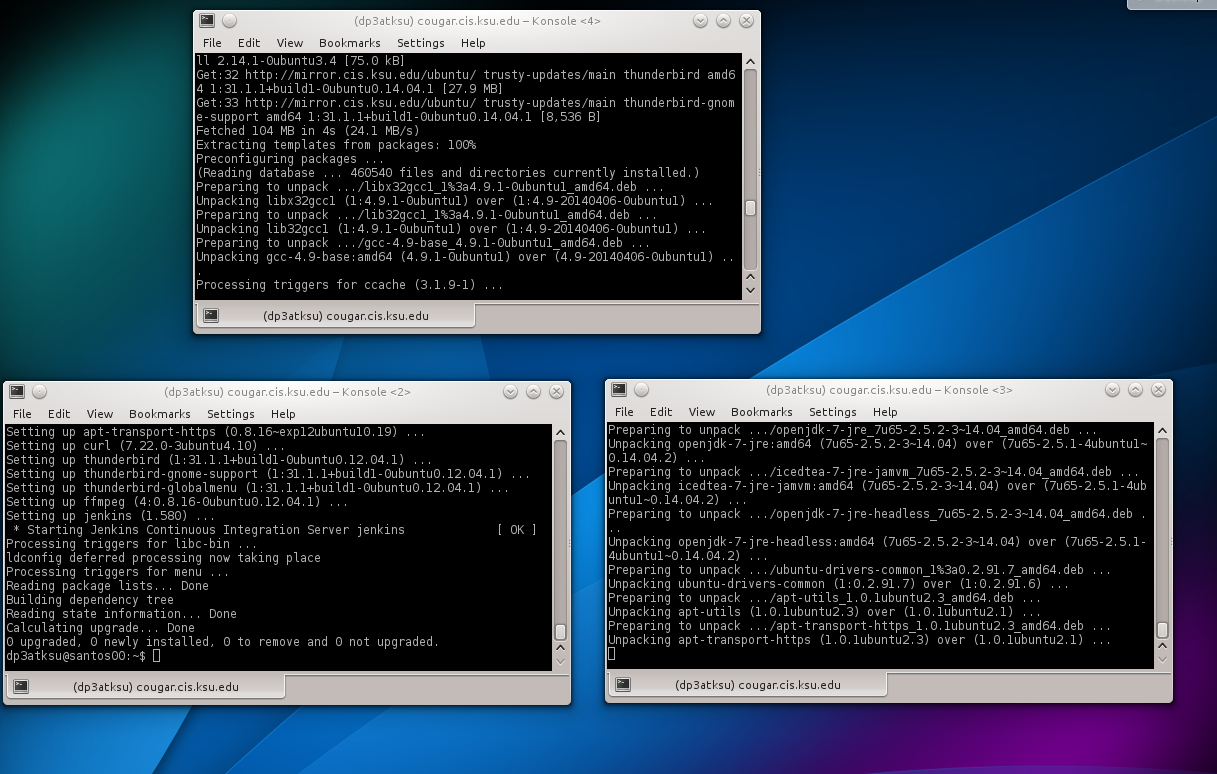 (dp3atksu) cougar.cis.ksu.edu – Konsole <4>
File Edit View Bookmarks Settings Help
ll 2.14.1-0ubuntu3.4 [75.0 kB]
Get:32 http://mirror.cis.ksu.edu/ubuntu/ trusty-updates/main thunderbird amd6
4 1:31.1.1+build1-0ubuntu0.14.04.1 [27.9 MB]
Get:33 http://mirror.cis.ksu.edu/ubuntu/ trusty-updates/main thunderbird-gnom
e-support amd64 1:31.1.1+build1-0ubuntu0.14.04.1 [8,536 B]
Fetched 104 MB in 4s (24.1 MB/s)
Extracting templates from packages: 100%
Preconfiguring packages ...
(Reading database ... 460540 files and directories currently installed.)
Preparing to unpack .../libx32gcc1_1%3a4.9.1-0ubuntu1_amd64.deb ...
Unpacking libx32gcc1 (1:4.9.1-0ubuntu1) over (1:4.9-20140406-0ubuntu1) ...
Preparing to unpack .../lib32gcc1_1%3a4.9.1-0ubuntu1_amd64.deb ...
Unpacking lib32gcc1 (1:4.9.1-0ubuntu1) over (1:4.9-20140406-0ubuntu1) ...
Preparing to unpack .../gcc-4.9-base_4.9.1-0ubuntu1_amd64.deb ...
Unpacking gcc-4.9-base:amd64 (4.9.1-0ubuntu1) over (4.9-20140406-0ubuntu1) ..
.
Processing triggers for ccache (3.1.9-1) ...
(dp3atksu) cougar.cis.ksu.edu
(dp3atksu) cougar.cis.ksu.edu – Konsole <2>
File Edit View Bookmarks Settings Help
Setting up apt-transport-https (0.8.16~exp12ubuntu10.19) ...
Setting up curl (7.22.0-3ubuntu4.10) ...
Setting up thunderbird (1:31.1.1+build1-0ubuntu0.12.04.1) ...
Setting up thunderbird-gnome-support (1:31.1.1+build1-0ubuntu0.12.04.1) ...
Setting up thunderbird-globalmenu (1:31.1.1+build1-0ubuntu0.12.04.1) ...
Setting up ffmpeg (4:0.8.16-0ubuntu0.12.04.1) ...
Setting up jenkins (1.580) ...
* Starting Jenkins Continuous Integration Server jenkins [ OK ]
Processing triggers for libc-bin ...
ldconfig deferred processing now taking place
Processing triggers for menu ...
Reading package lists... Done
Building dependency tree
Reading state information... Done
Calculating upgrade... Done
0 upgraded, 0 newly installed, 0 to remove and 0 not upgraded.
dp3atksu@santos00:~$
(dp3atksu) cougar.cis.ksu.edu
(dp3atksu) cougar.cis.ksu.edu – Konsole <3>
File Edit View Bookmarks Settings Help
Preparing to unpack .../openjdk-7-jre_7u65-2.5.2-3~14.04_amd64.deb ...
Unpacking openjdk-7-jre:amd64 (7u65-2.5.2-3~14.04) over (7u65-2.5.1-4ubuntu1~
0.14.04.2) ...
Preparing to unpack .../icedtea-7-jre-jamvm_7u65-2.5.2-3~14.04_amd64.deb ...
Unpacking icedtea-7-jre-jamvm:amd64 (7u65-2.5.2-3~14.04) over (7u65-2.5.1-4ub
untu1~0.14.04.2) ...
Preparing to unpack .../openjdk-7-jre-headless_7u65-2.5.2-3~14.04_amd64.deb .
..
Unpacking openjdk-7-jre-headless:amd64 (7u65-2.5.2-3~14.04) over (7u65-2.5.1-
4ubuntu1~0.14.04.2) ...
Preparing to unpack .../ubuntu-drivers-common_1%3a0.2.91.7_amd64.deb ...
Unpacking ubuntu-drivers-common (1:0.2.91.7) over (1:0.2.91.6) ...
Preparing to unpack .../apt-utils_1.0.1ubuntu2.3_amd64.deb ...
Unpacking apt-utils (1.0.1ubuntu2.3) over (1.0.1ubuntu2.1) ...
Preparing to unpack .../apt-transport-https_1.0.1ubuntu2.3_amd64.deb ...
Unpacking apt-transport-https (1.0.1ubuntu2.3) over (1.0.1ubuntu2.1) ...
(dp3atksu) cougar.cis.ksu.edu